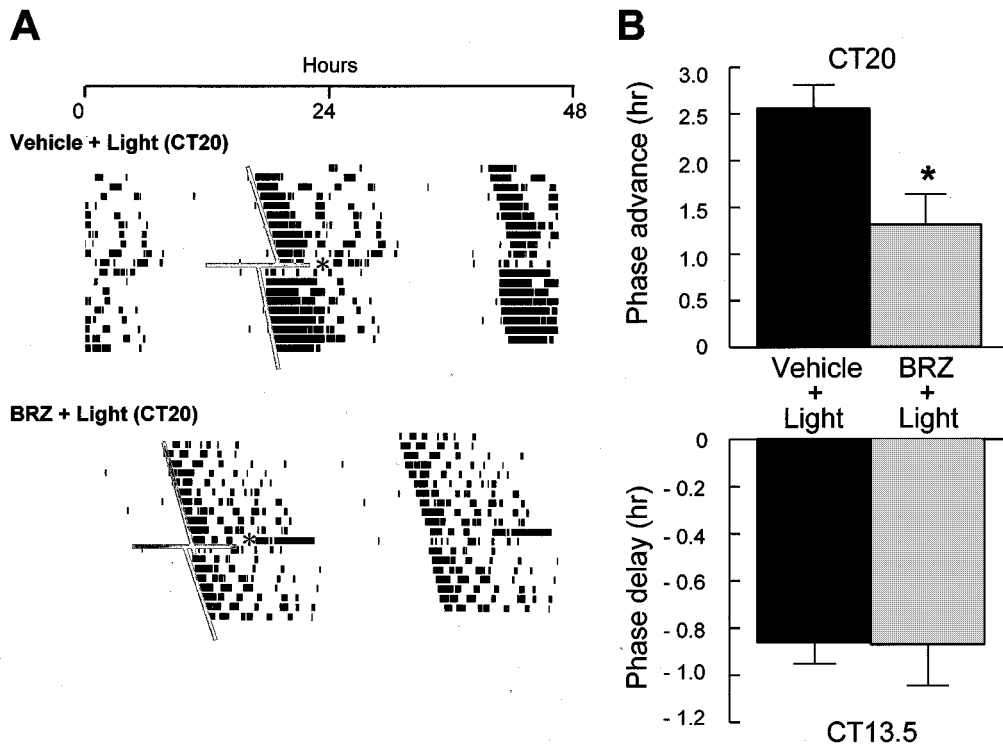 A
Hours
0 24 48
Vehicle + Light (CT20)
*
BRZ + Light (CT20)
*
B
CT20
Phase advance (hr)
3.0
2.5
2.0
1.5
1.0
0.5
0
*
Vehicle + Light
BRZ + Light
Phase delay (hr)
0
- 0.2
- 0.4
- 0.6
- 0.8
- 1.0
- 1.2
CT13.5